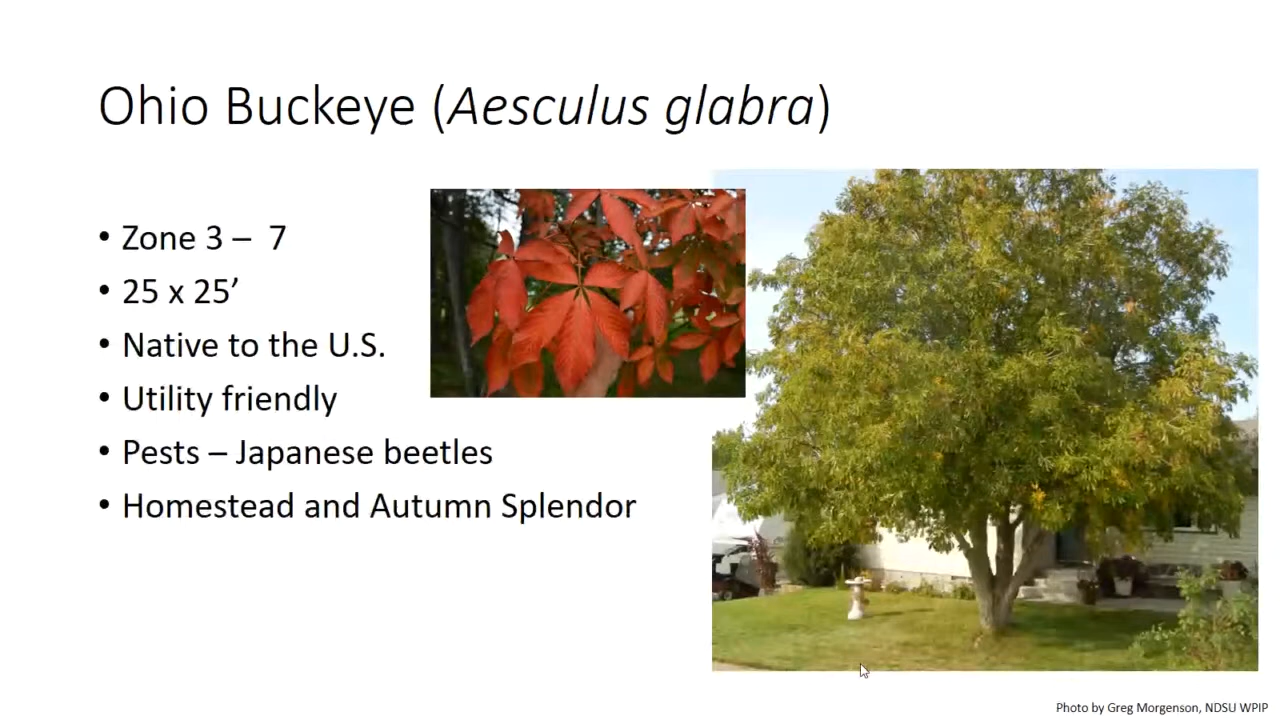 Ohio Buckeye (Aesculus glabra)
• Zone 3 – 7
• 25 x 25’
• Native to the U.S.
• Utility friendly
• Pests – Japanese beetles
• Homestead and Autumn Splendor
Photo by Greg Morgenson, NDSU WPIP